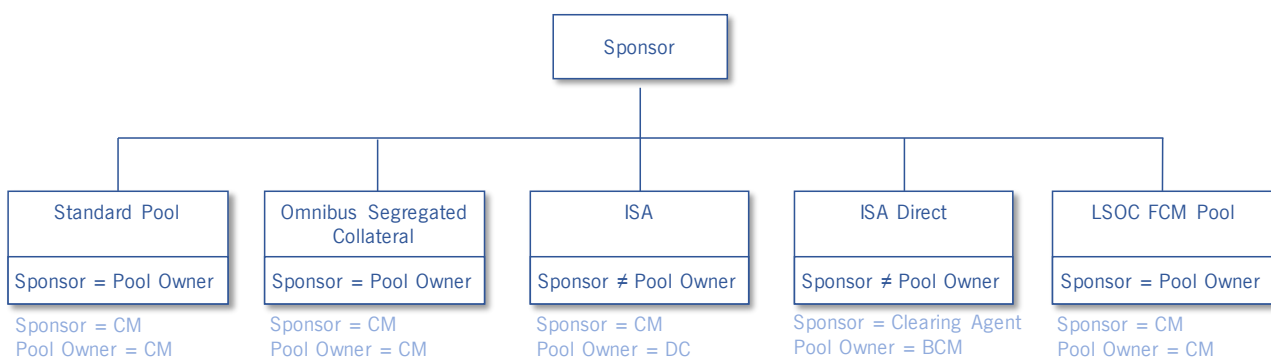 Sponsor
Standard Pool
Sponsor = Pool Owner
Sponsor = CM
Pool Owner = CM
Omnibus Segregated
Collateral
Sponsor = Pool Owner
Sponsor = CM
Pool Owner = CM
ISA
Sponsor ≠ Pool Owner
Sponsor = CM
Pool Owner = DC
ISA Direct
Sponsor ≠ Pool Owner
Sponsor = Clearing Agent
Pool Owner = BCM
LSOC FCM Pool
Sponsor = Pool Owner
Sponsor = CM
Pool Owner = CM